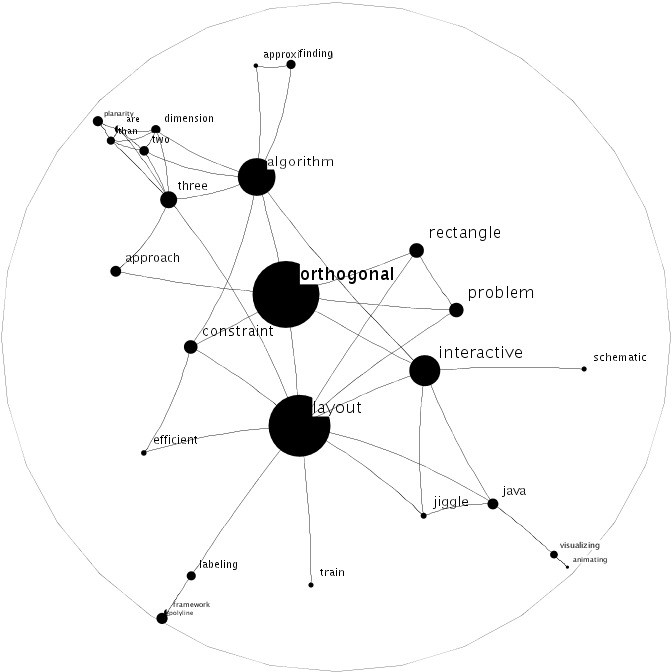 approxi
finding
planarity
are
dimension
than
two
algorithm
three
rectangle
approach
orthogonal
problem
constraint
interactive
schematic
layout
efficient
java
jiggle
visualizing
animating
labeling
train
framework
polyline